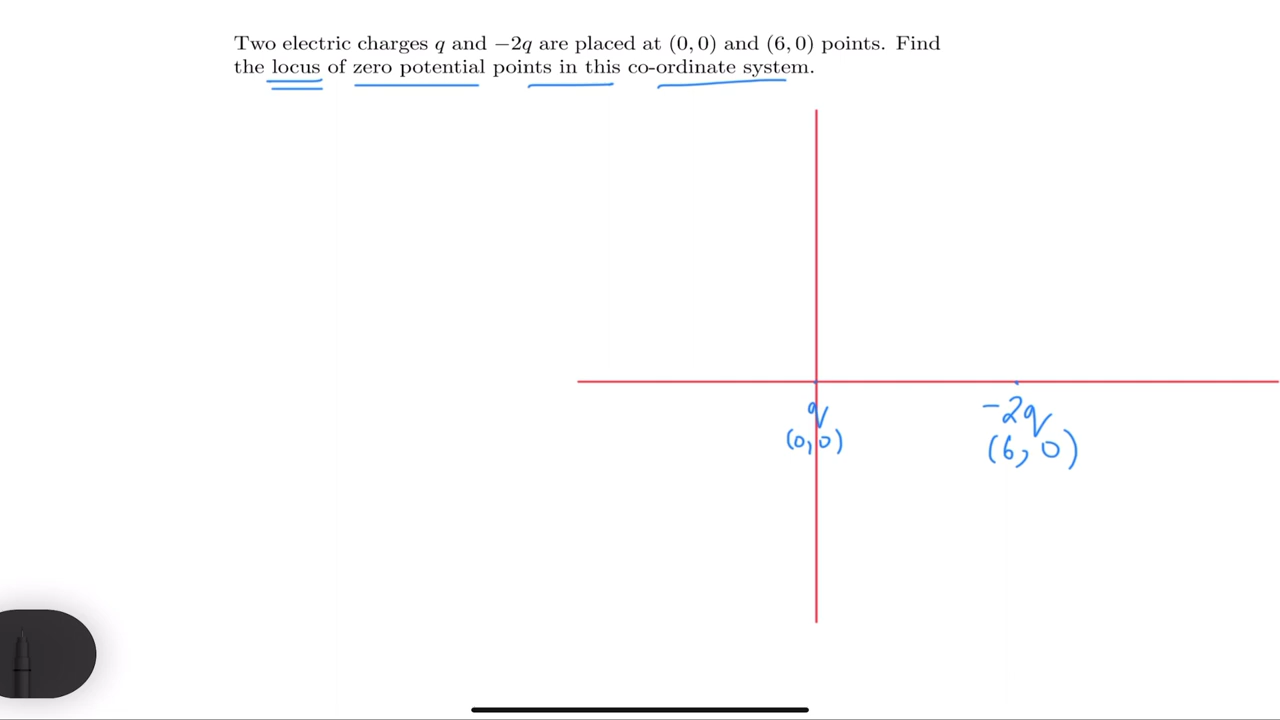 Two electric charges q and −2q are placed at (0, 0) and (6, 0) points. Find
the locus of zero potential points in this co-ordinate system.
q
(0,0)
-2q
(6, 0)